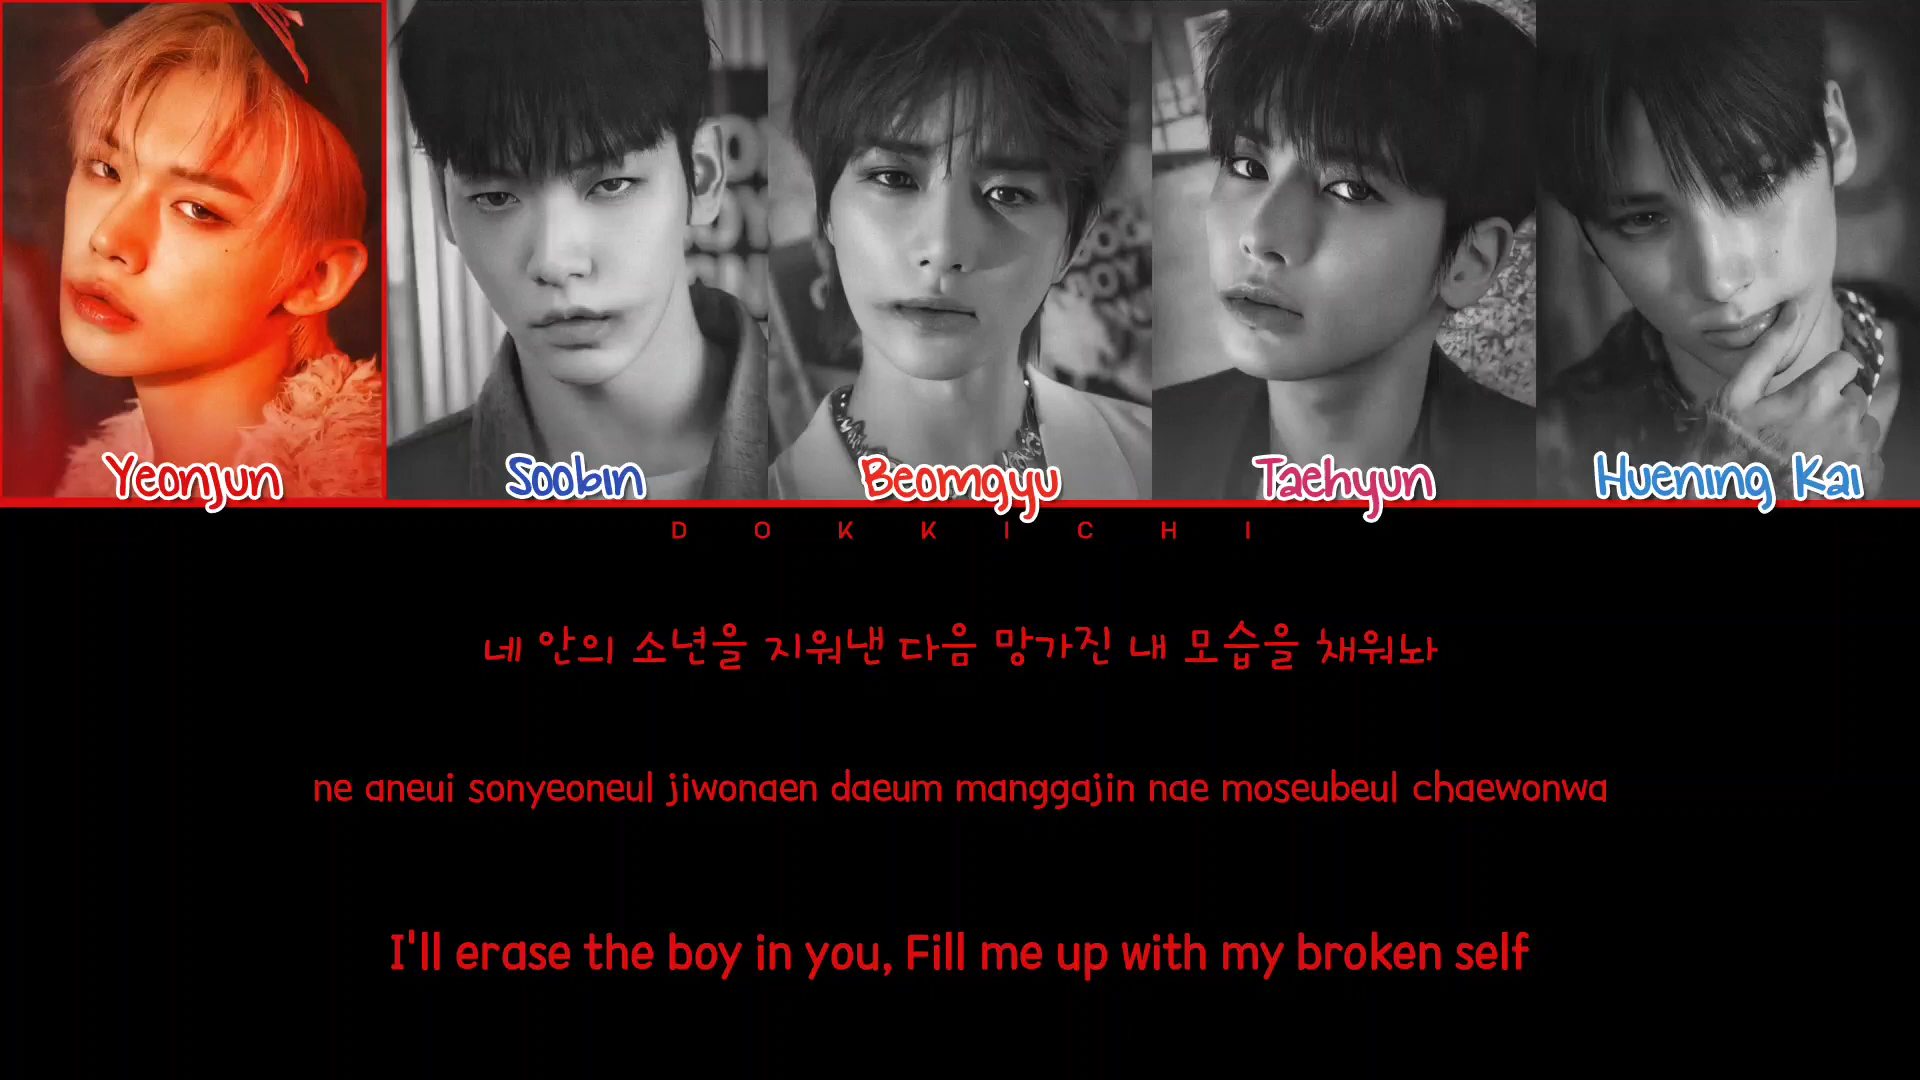 Yeonjun Soobin Beomgyu Taehyun Huening Kai
DOKKICHI
네 안의 소년을 지워낸 다음 망가진 내 모습을 채워놔
ne aneui sonyeoneul jiwonaen daeum manggajin nae moseubeul chaewonwa
I'll erase the boy in you, Fill me up with my broken self